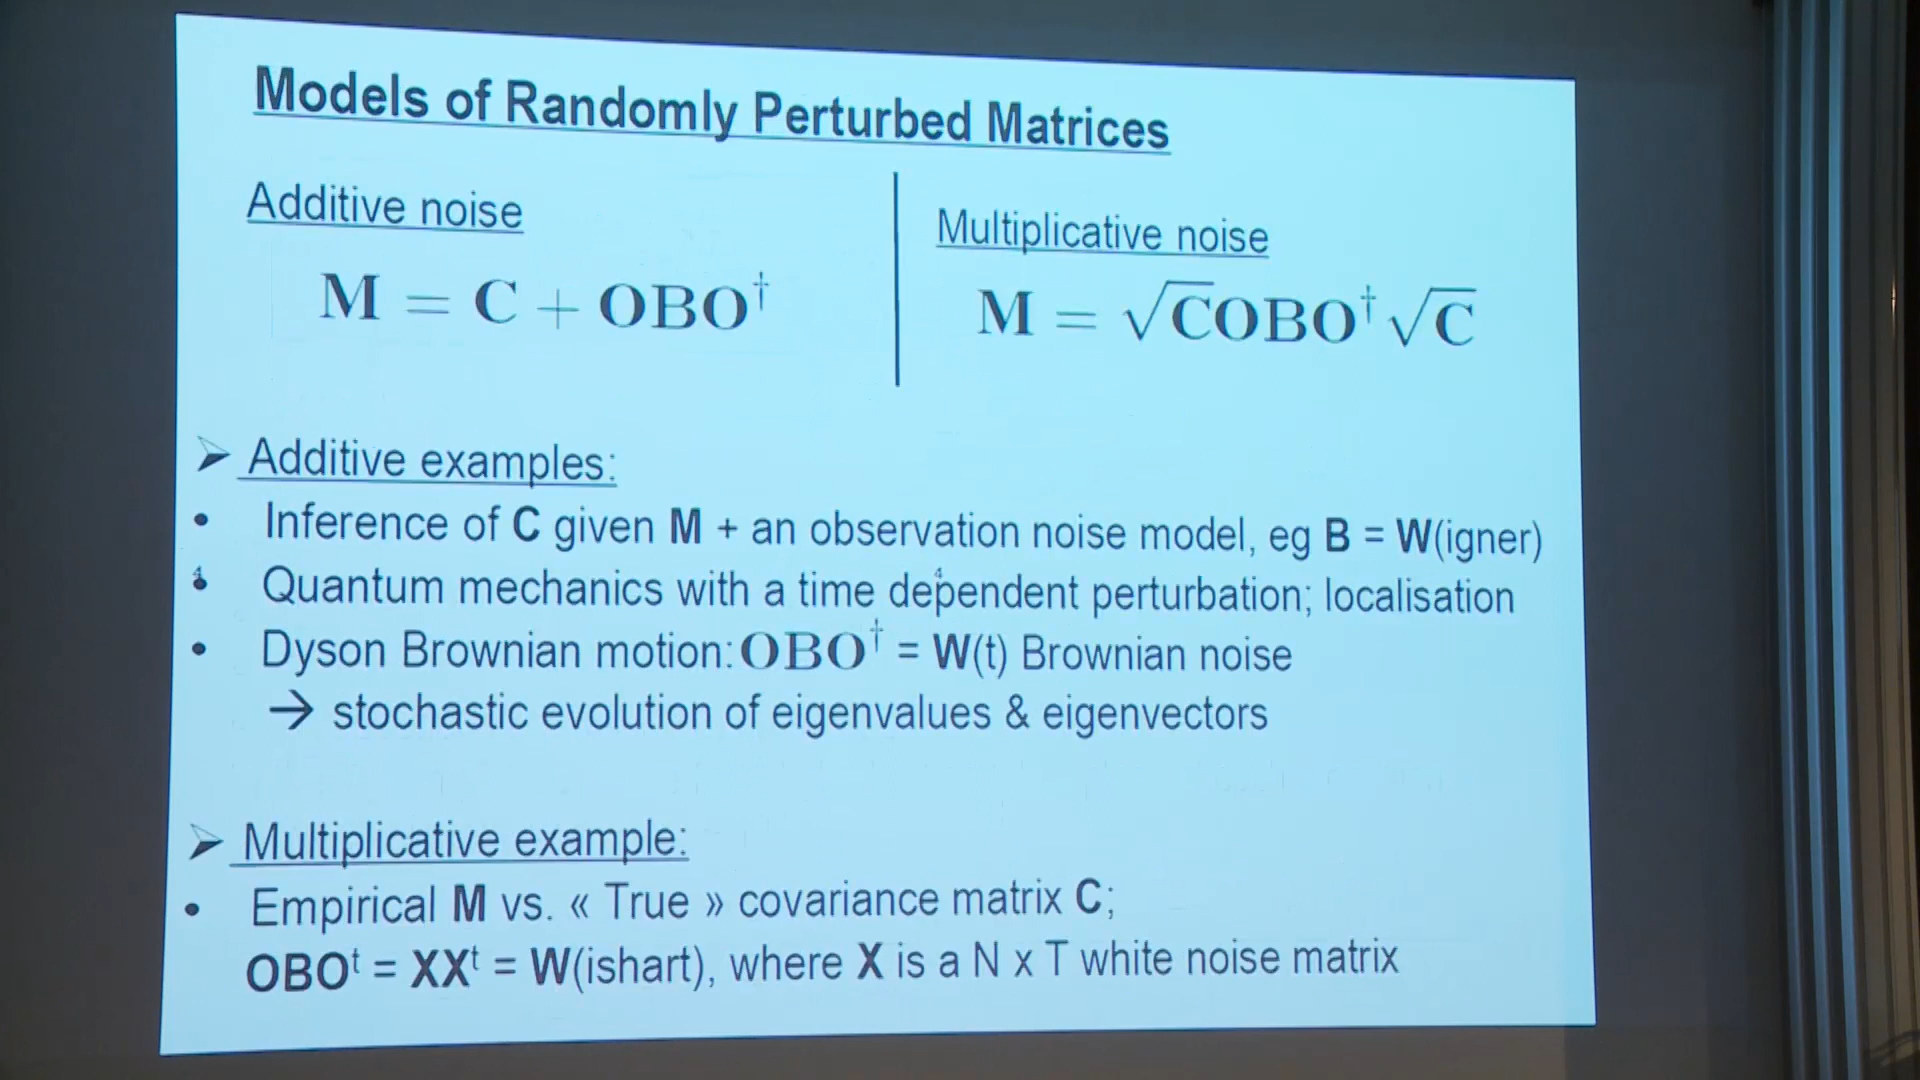 Models of Randomly Perturbed Matrices
Additive noise
M = C + OBO†
Multiplicative noise
M = √COBO†√C
➢ Additive examples:
• Inference of C given M + an observation noise model, eg B = W(igner)
• Quantum mechanics with a time dependent perturbation; localisation
• Dyson Brownian motion: OBO† = W(t) Brownian noise
→ stochastic evolution of eigenvalues & eigenvectors
➢ Multiplicative example:
• Empirical M vs. « True » covariance matrix C;
OBOᵗ = XXᵗ = W(ishart), where X is a N x T white noise matrix